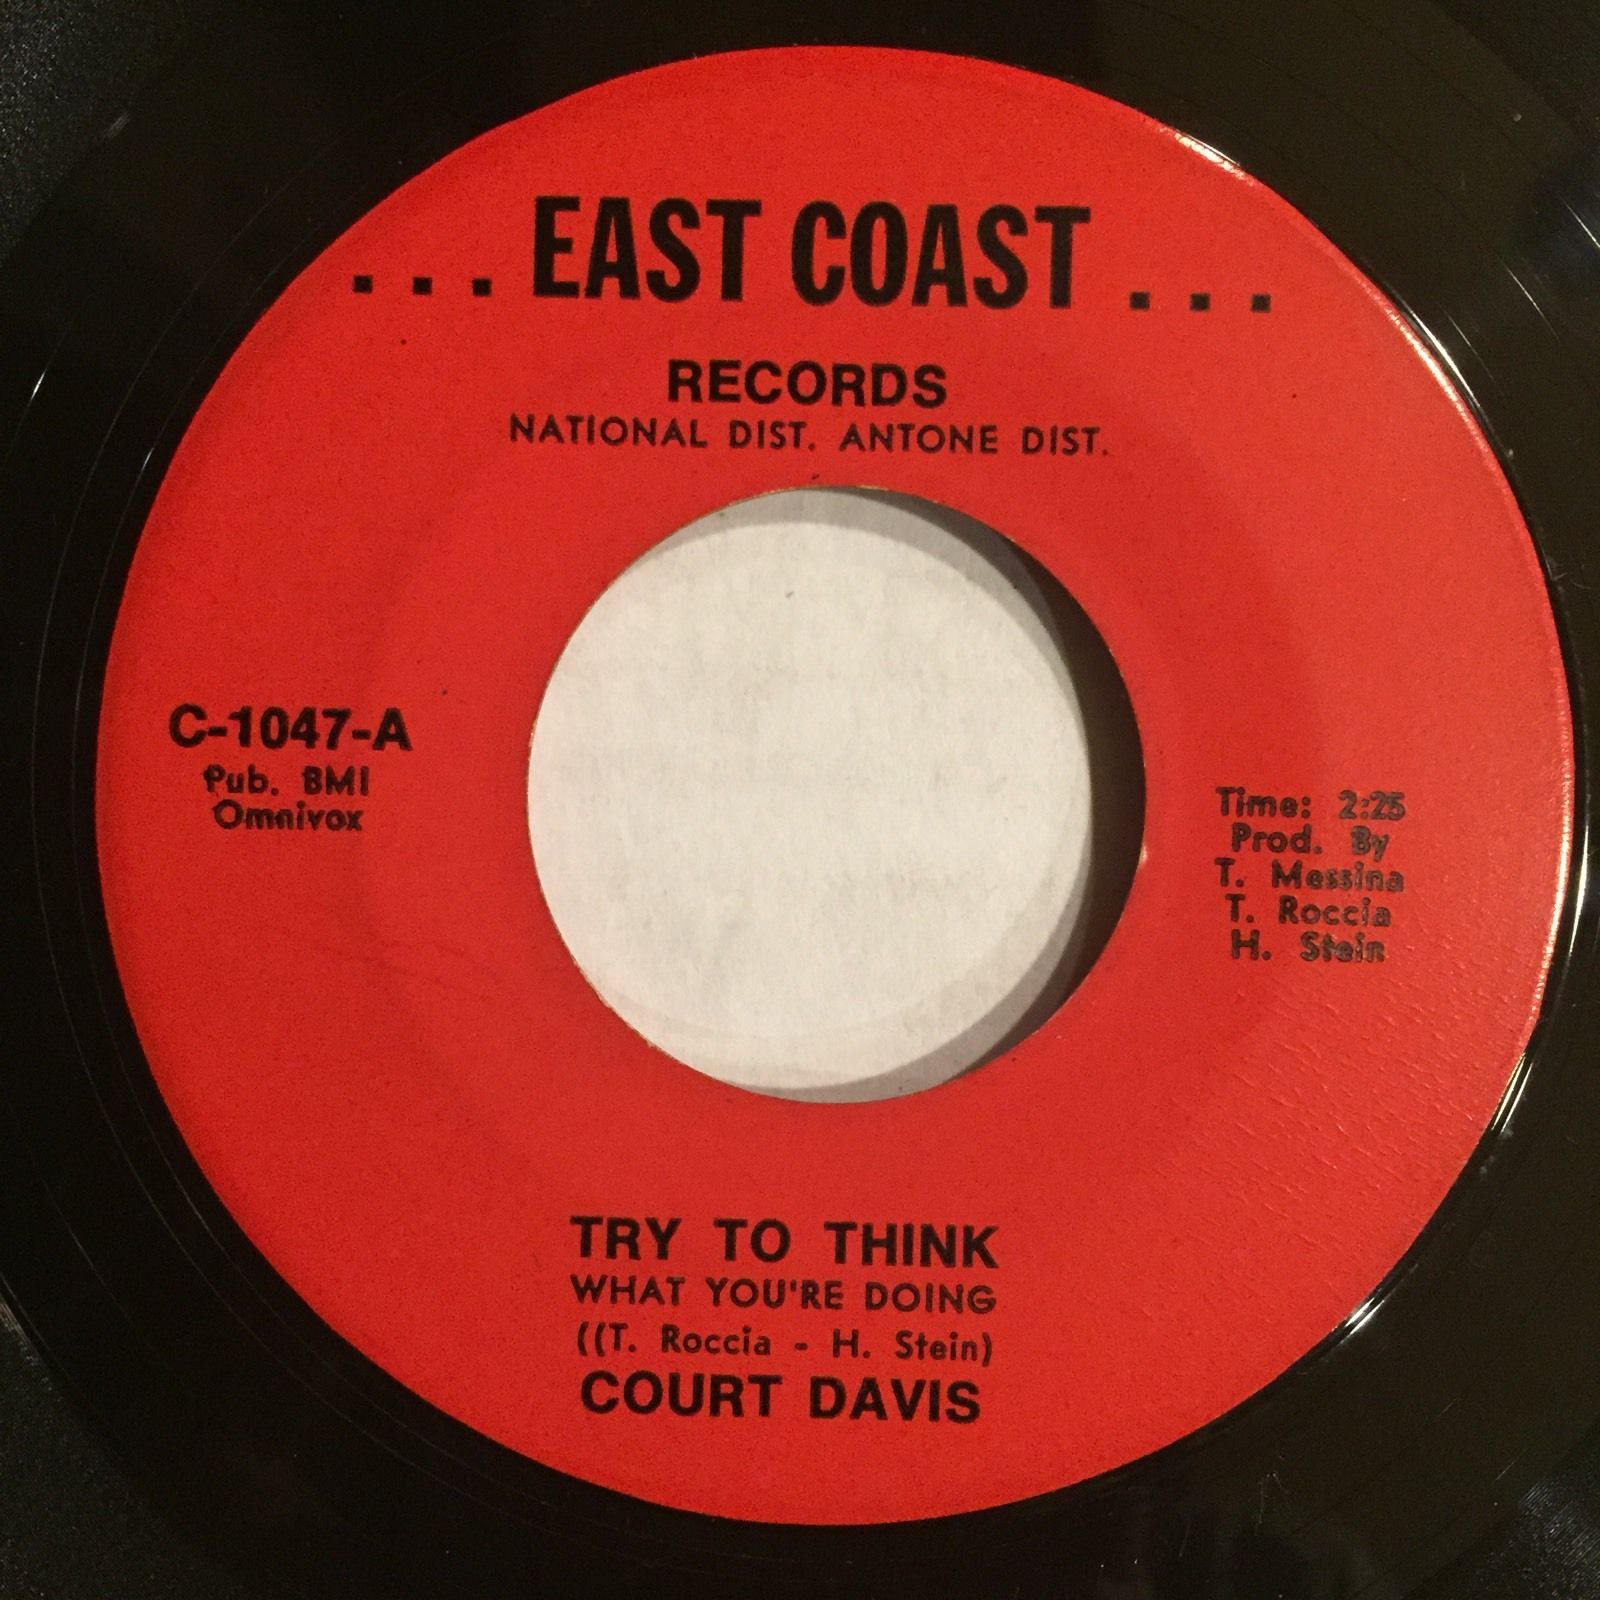 ... EAST COAST ...
RECORDS
NATIONAL DIST. ANTONE DIST.
C-1047-A
Pub. BMI
Omnivox
Time: 2:25
Prod. By
T. Messina
T. Roccia
H. Stein
TRY TO THINK
WHAT YOU'RE DOING
((T. Roccia - H. Stein)
COURT DAVIS